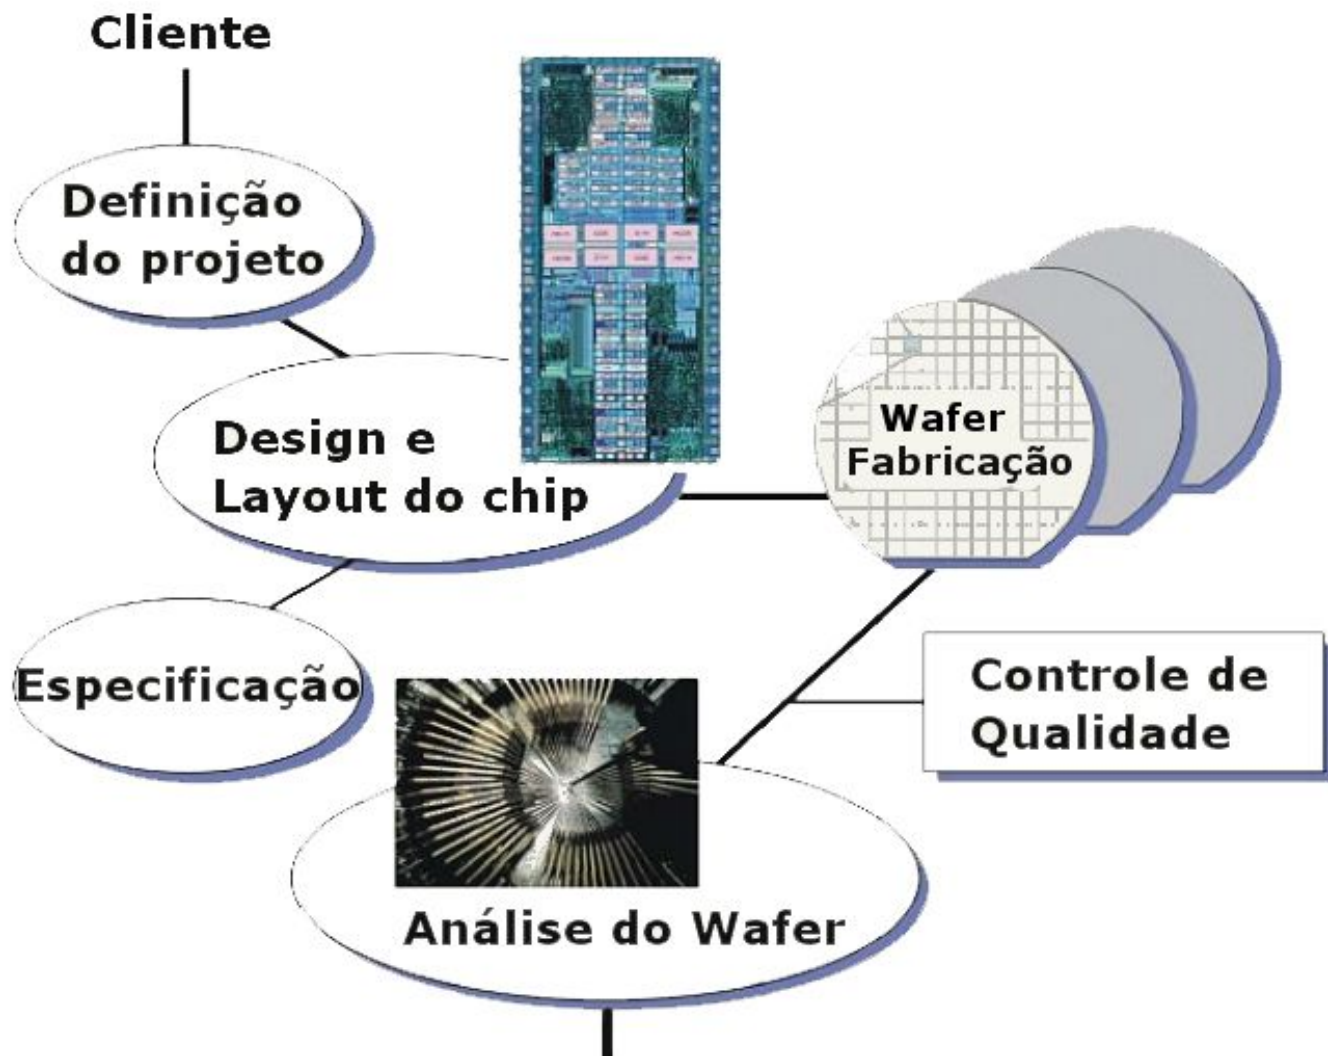 Cliente
Definição
do projeto
Design e
Layout do chip
Wafer
Fabricação
Especificação
Controle de
Qualidade
Análise do Wafer